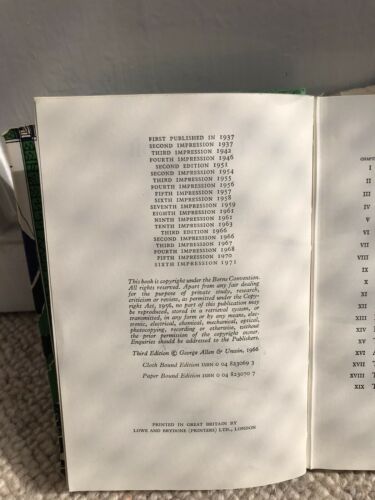 FIRST PUBLISHED IN 1937
SECOND IMPRESSION 1937
THIRD IMPRESSION 1942
FOURTH IMPRESSION 1946
SECOND EDITION 1951
SECOND IMPRESSION 1954
THIRD IMPRESSION 1955
FOURTH IMPRESSION 1956
FIFTH IMPRESSION 1957
SIXTH IMPRESSION 1958
SEVENTH IMPRESSION 1959
EIGHTH IMPRESSION 1961
NINTH IMPRESSION 1961
TENTH IMPRESSION 1963
THIRD EDITION 1966
SECOND IMPRESSION 1966
THIRD IMPRESSION 1967
FOURTH IMPRESSION 1968
FIFTH IMPRESSION 1970
SIXTH IMPRESSION 1971
This book is copyright under the Berne Convention.
All rights reserved. Apart from any fair dealing
for the purpose of private study, research,
criticism or review, as permitted under the Copy-
right Act, 1956, no part of this publication may
be reproduced, stored in a retrieval system, or
transmitted, in any form or by any means, elec-
tronic, electrical, chemical, mechanical, optical,
photocopying, recording or otherwise, without
the prior permission of the copyright owner.
Enquiries should be addressed to the Publishers.
Third Edition © George Allen & Unwin, 1966
Cloth Bound Edition ISBN 0 04 823069 3
Paper Bound Edition ISBN 0 04 823070 7
PRINTED IN GREAT BRITAIN BY
LOWE AND BRYDONE (PRINTERS) LTD., LONDON
CHAPTE
I
II
III
IV
V
VI
VII
VIII
IX
X
XI
XII
XIII
XIV
XV
XVI
XVII
XVIII
XIX